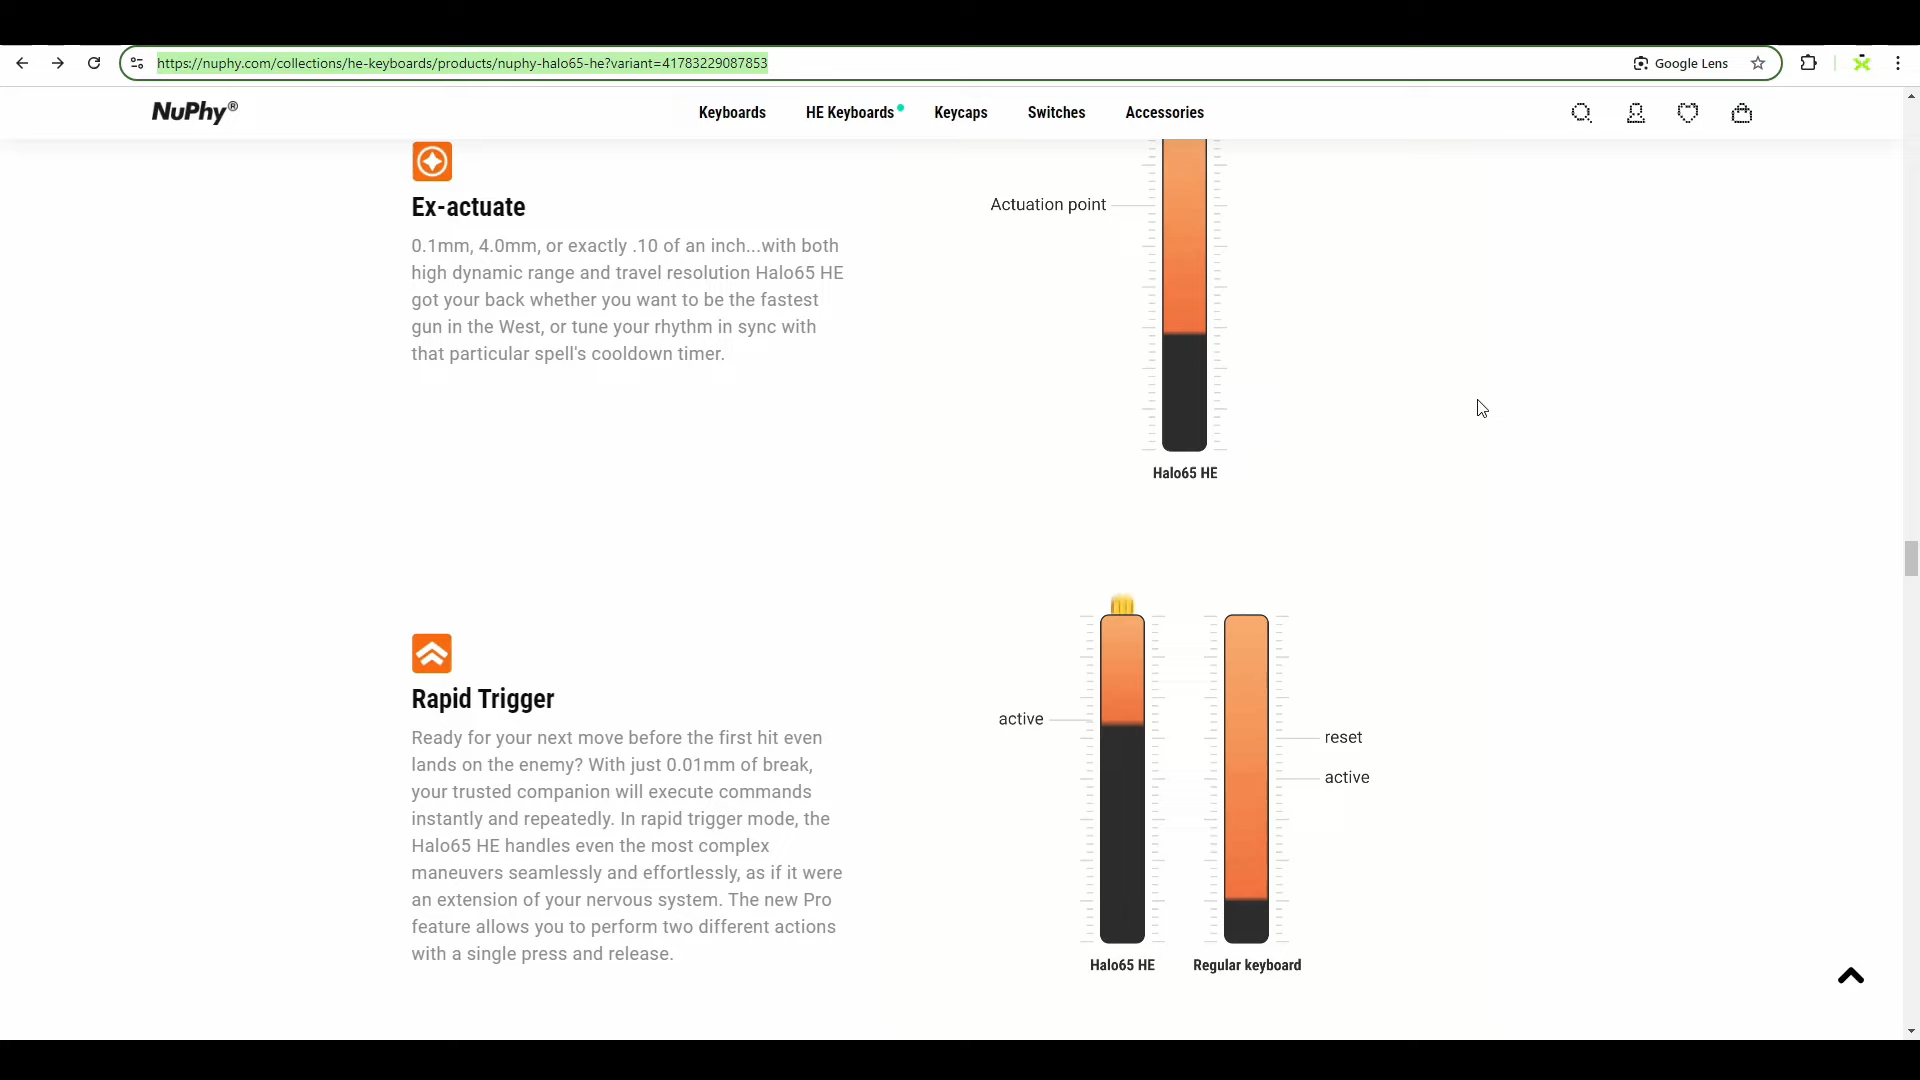 https://nuphy.com/collections/he-keyboards/products/nuphy-halo65-he?variant=41783229087853
Google Lens
NuPhy®
Keyboards
HE Keyboards
Keycaps
Switches
Accessories
Ex-actuate
0.1mm, 4.0mm, or exactly .10 of an inch...with both
high dynamic range and travel resolution Halo65 HE
got your back whether you want to be the fastest
gun in the West, or tune your rhythm in sync with
that particular spell's cooldown timer.
Actuation point
Halo65 HE
Rapid Trigger
Ready for your next move before the first hit even
lands on the enemy? With just 0.01mm of break,
your trusted companion will execute commands
instantly and repeatedly. In rapid trigger mode, the
Halo65 HE handles even the most complex
maneuvers seamlessly and effortlessly, as if it were
an extension of your nervous system. The new Pro
feature allows you to perform two different actions
with a single press and release.
active
reset
active
Halo65 HE
Regular keyboard